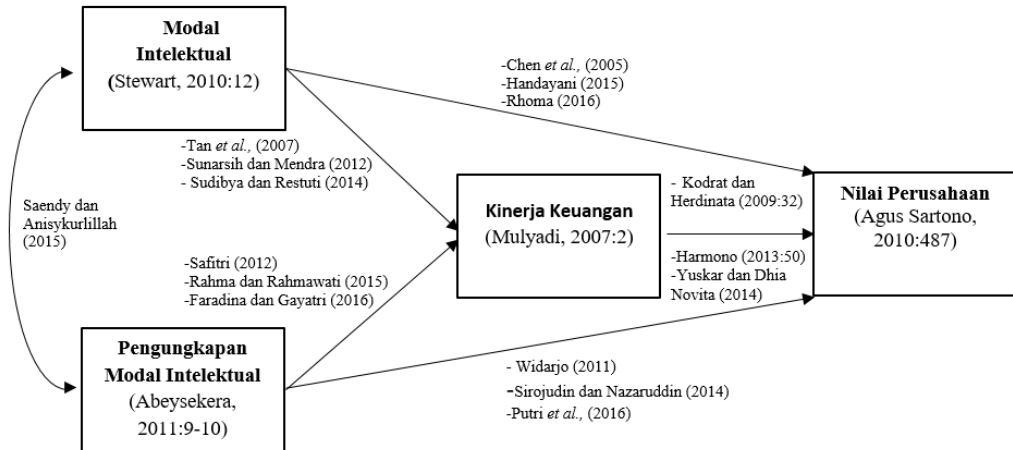 Modal
Intelektual
(Stewart, 2010:12)
-Chen et al., (2005)
-Handayani (2015)
-Rhoma (2016)
-Tan et al., (2007)
-Sunarsih dan Mendra (2012)
- Sudibya dan Restuti (2014)
Saendy dan
Anisykurlillah
(2015)
Kinerja Keuangan
(Mulyadi, 2007:2)
- Kodrat dan
Herdinata (2009:32)
-Harmono (2013:50)
-Yuskar dan Dhia
Novita (2014)
Nilai Perusahaan
(Agus Sartono,
2010:487)
-Safitri (2012)
-Rahma dan Rahmawati (2015)
-Faradina dan Gayatri (2016)
Pengungkapan
Modal Intelektual
(Abeysekera,
2011:9-10)
- Widarjo (2011)
-Sirojudin dan Nazaruddin (2014)
-Putri et al., (2016)